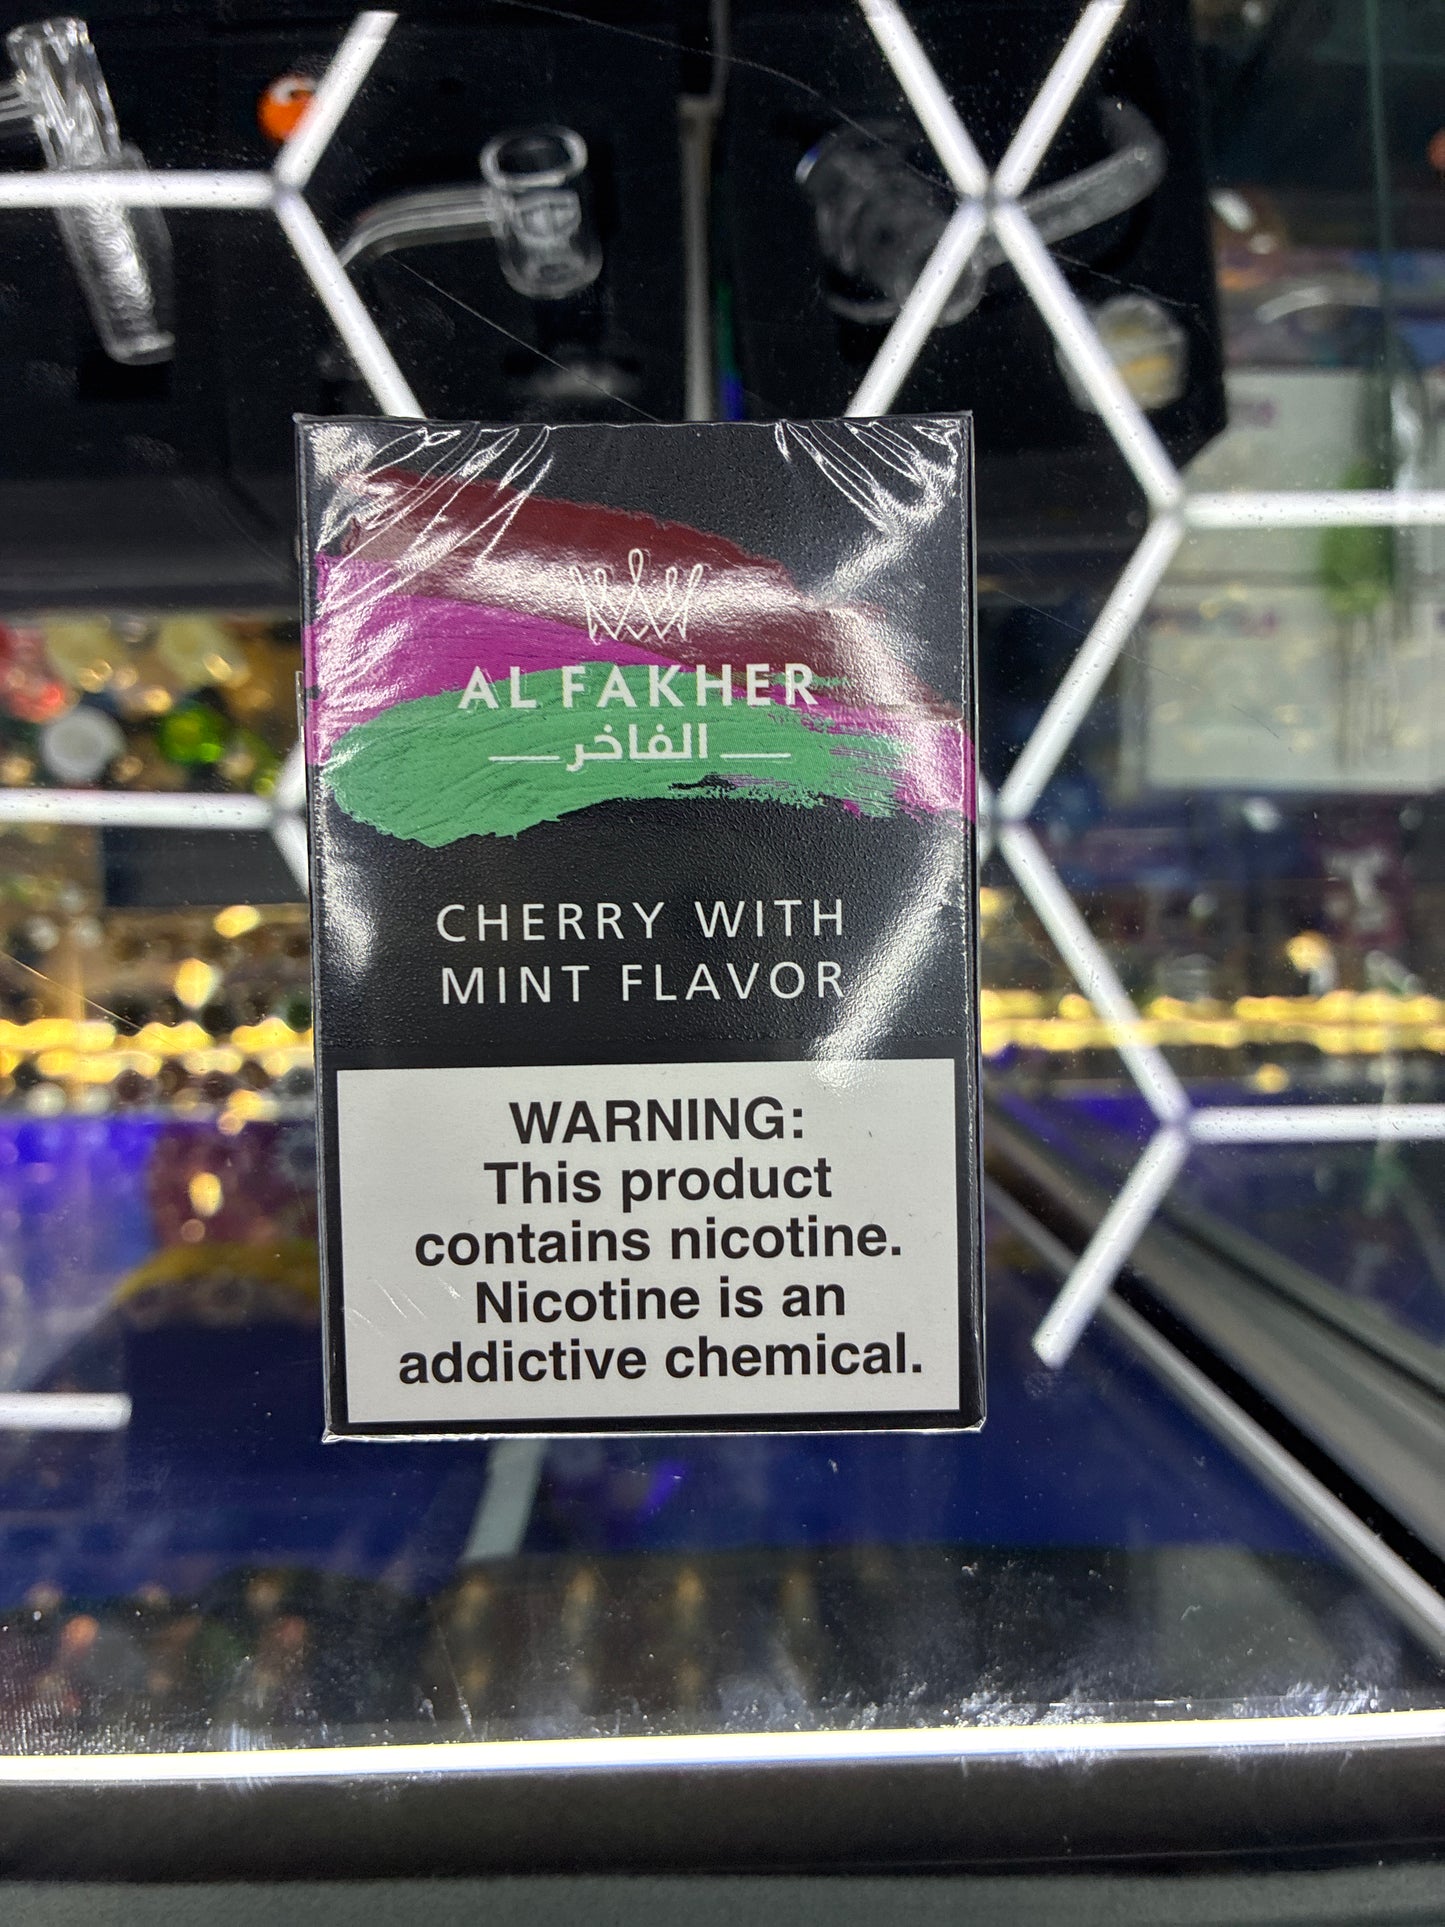 AL FAKHER
الفاخر
CHERRY WITH
MINT FLAVOR
WARNING:
This product
contains nicotine.
Nicotine is an
addictive chemical.